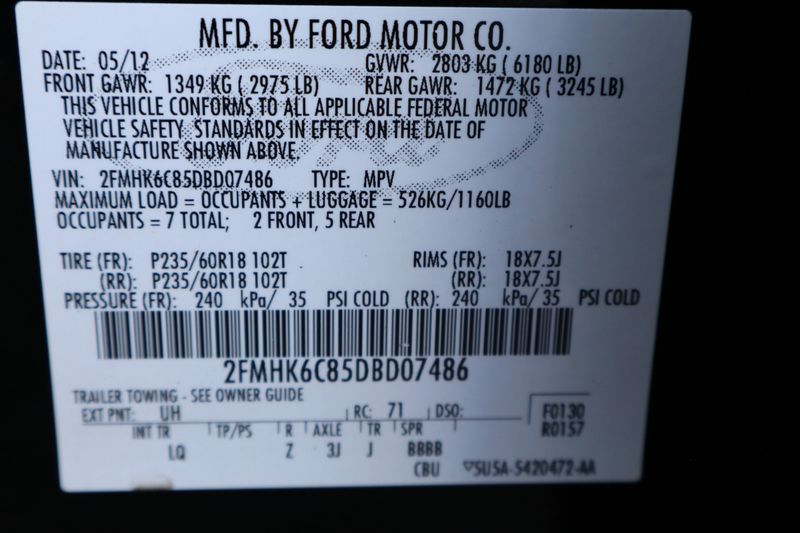 MFD. BY FORD MOTOR CO.
DATE: 05/12 GVWR: 2803 KG ( 6180 LB)
FRONT GAWR: 1349 KG ( 2975 LB) REAR GAWR: 1472 KG ( 3245 LB)
THIS VEHICLE CONFORMS TO ALL APPLICABLE FEDERAL MOTOR
VEHICLE SAFETY STANDARDS IN EFFECT ON THE DATE OF
MANUFACTURE SHOWN ABOVE.
VIN: 2FMHK6C85DBD07486 TYPE: MPV
MAXIMUM LOAD = OCCUPANTS + LUGGAGE = 526KG/1160LB
OCCUPANTS = 7 TOTAL; 2 FRONT, 5 REAR
TIRE (FR): P235/60R18 102T RIMS (FR): 18X7.5J
(RR): P235/60R18 102T (RR): 18X7.5J
PRESSURE (FR): 240 kPa/ 35 PSI COLD (RR): 240 kPa/ 35 PSI COLD
2FMHK6C85DBD07486
TRAILER TOWING - SEE OWNER GUIDE
EXT PNT: UH RC: 71 DSO: F0130
INT TR TP/PS R AXLE TR SPR R0157
LQ Z 3J J BBBB
CBU ▽5U5A-5420472-AA